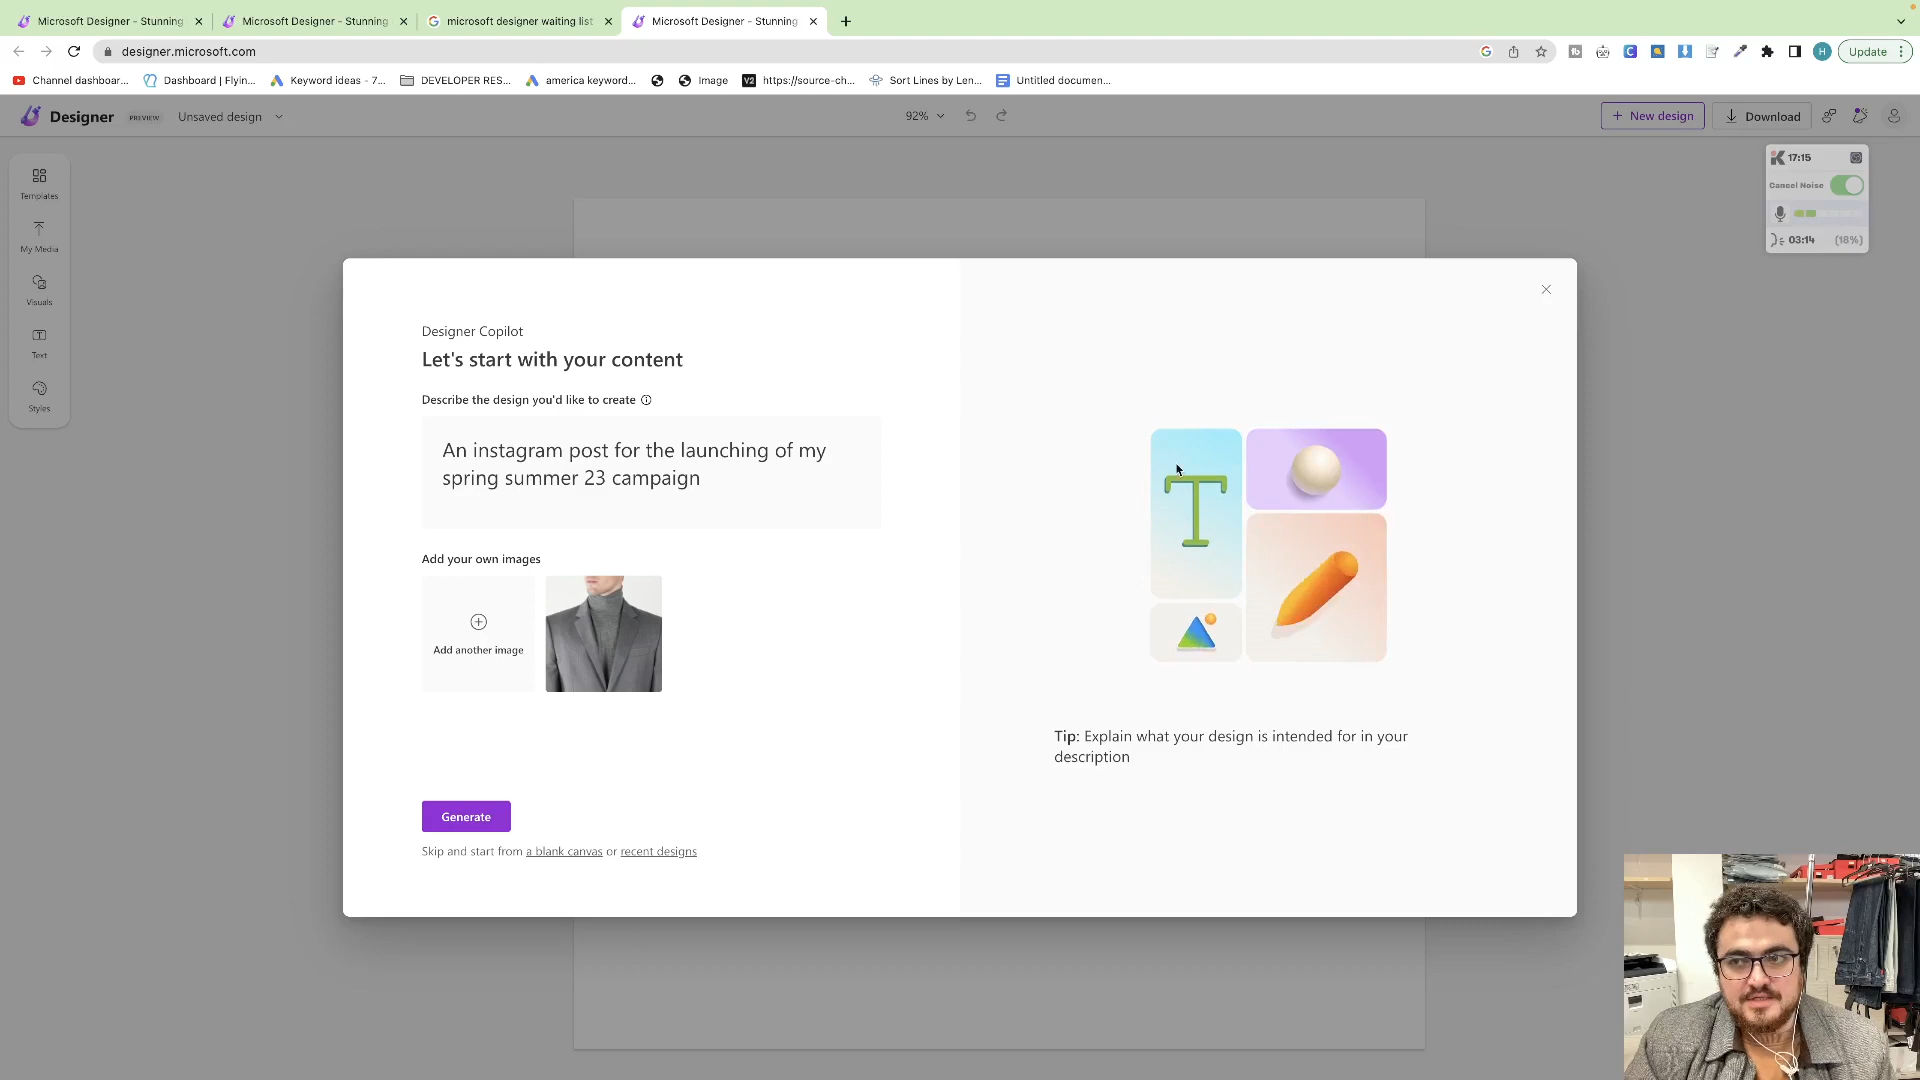 Microsoft Designer - Stunning
Microsoft Designer - Stunning
microsoft designer waiting list
Microsoft Designer - Stunning
designer.microsoft.com
Update
Channel dashboar...
Dashboard | Flyin...
Keyword ideas - 7...
DEVELOPER RES...
america keyword...
Image
https://source-ch...
Sort Lines by Len...
Untitled documen...
Designer
PREVIEW
Unsaved design
92%
New design
Download
Templates
My Media
Visuals
Text
Styles
17:15
Cancel Noise
03:14 (18%)
Designer Copilot
Let's start with your content
Describe the design you'd like to create
An instagram post for the launching of my
spring summer 23 campaign
Add your own images
Add another image
Generate
Skip and start from a blank canvas or recent designs
T
Tip: Explain what your design is intended for in your
description